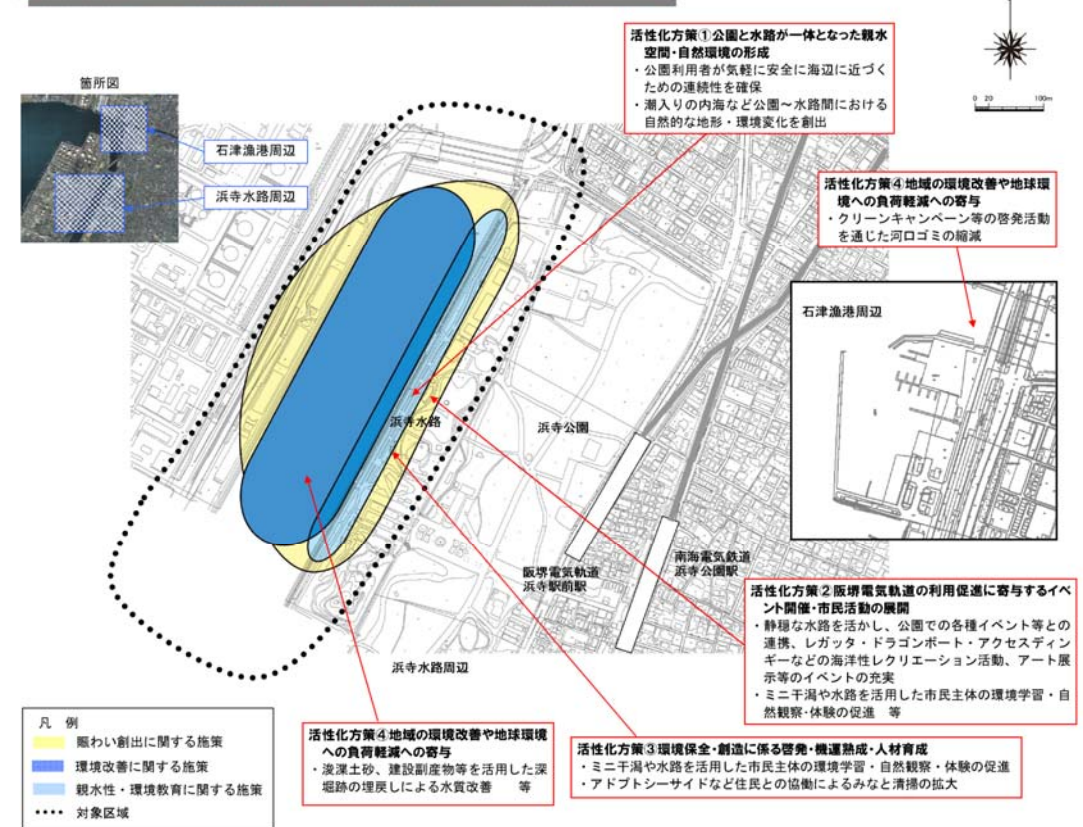 箇所図
石津漁港周辺
浜寺水路周辺
活性化方策①公園と水路が一体となった親水
空間・自然環境の形成
・公園利用者が気軽に安全に海辺に近づく
ための連続性を確保
・潮入りの内海など公園～水路間における
自然的な地形・環境変化を創出
0 20 100m
活性化方策④地域の環境改善や地球環
境への負荷軽減への寄与
・クリーンキャンペーン等の啓発活動
を通じた河口ゴミの縮減
石津漁港周辺
浜寺水路
浜寺公園
阪堺電気軌道
浜寺駅前駅
南海電気鉄道
浜寺公園駅
浜寺水路周辺
活性化方策②阪堺電気軌道の利用促進に寄与するイベ
ント開催・市民活動の展開
・静穏な水路を活かし、公園での各種イベント等との
連携、レガッタ・ドラゴンボート・アクセスディン
ギーなどの海洋性レクリエーション活動、アート展
示等のイベントの充実
・ミニ干潟や水路を活用した市民主体の環境学習・自
然観察・体験の促進 等
活性化方策④地域の環境改善や地球環境
への負荷軽減への寄与
・浚渫土砂、建設副産物等を活用した深
堀跡の埋戻しによる水質改善 等
活性化方策③環境保全・創造に係る啓発・機運熟成・人材育成
・ミニ干潟や水路を活用した市民主体の環境学習・自然観察・体験の促進
・アドプトシーサイドなど住民との協働によるみなと清掃の拡大
凡 例
賑わい創出に関する施策
環境改善に関する施策
親水性・環境教育に関する施策
対象区域